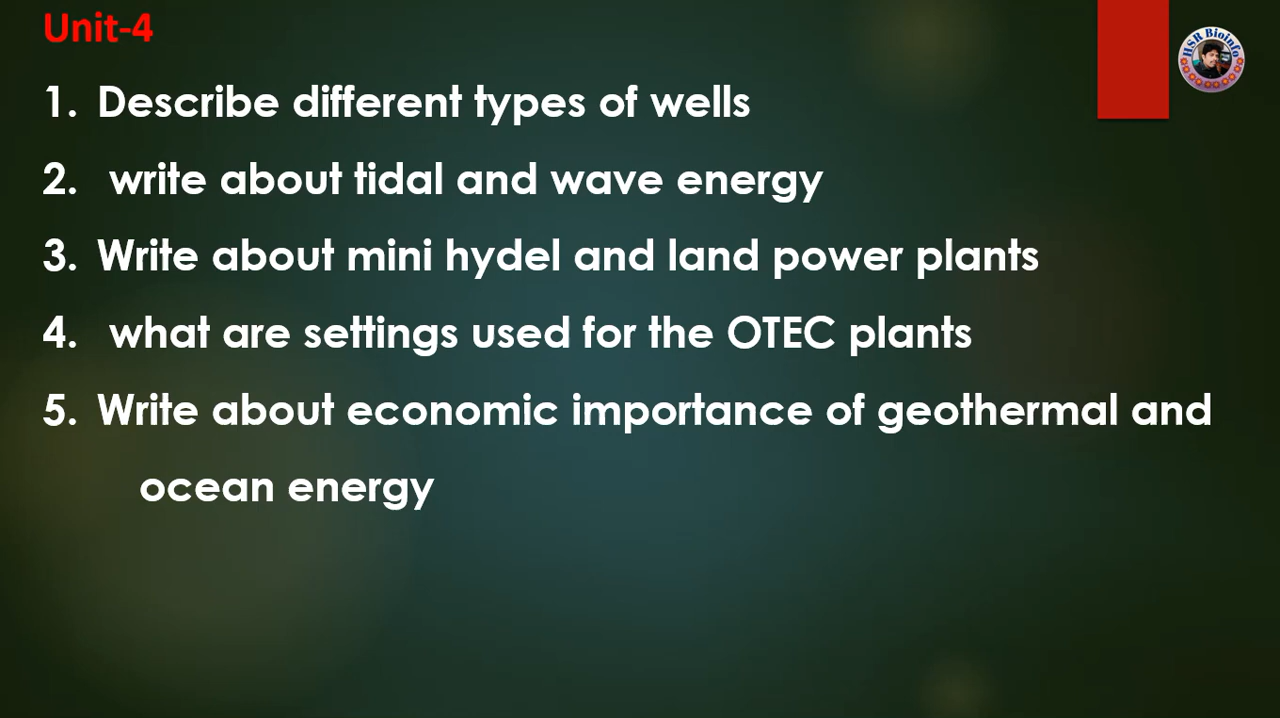 Unit-4
HSR Bioinfo
1. Describe different types of wells
2. write about tidal and wave energy
3. Write about mini hydel and land power plants
4. what are settings used for the OTEC plants
5. Write about economic importance of geothermal and
ocean energy